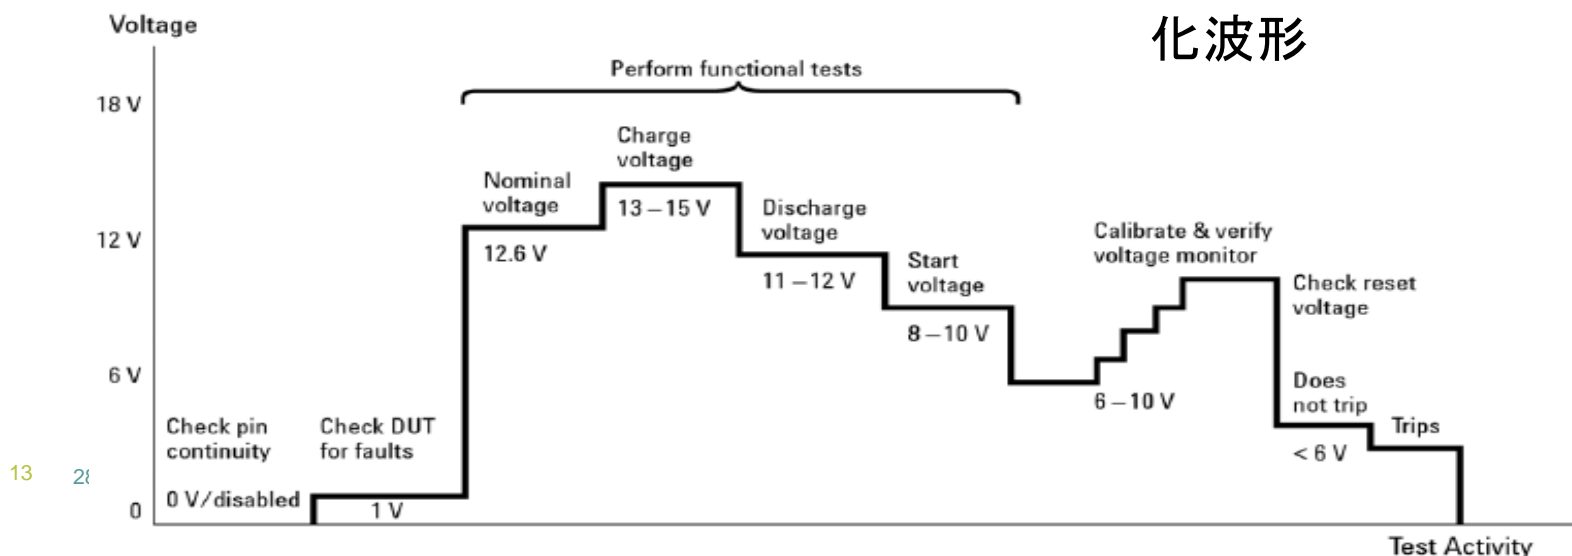 Voltage
化波形
Perform functional tests
18 V
Charge
voltage
Nominal
voltage
13 – 15 V
Discharge
voltage
12 V
12.6 V
Calibrate & verify
voltage monitor
Start
voltage
11 – 12 V
Check reset
voltage
8 – 10 V
6 V
Does
not trip
6 – 10 V
Check pin
continuity
Check DUT
for faults
Trips
< 6 V
13
0 V/disabled
1 V
0
Test Activity